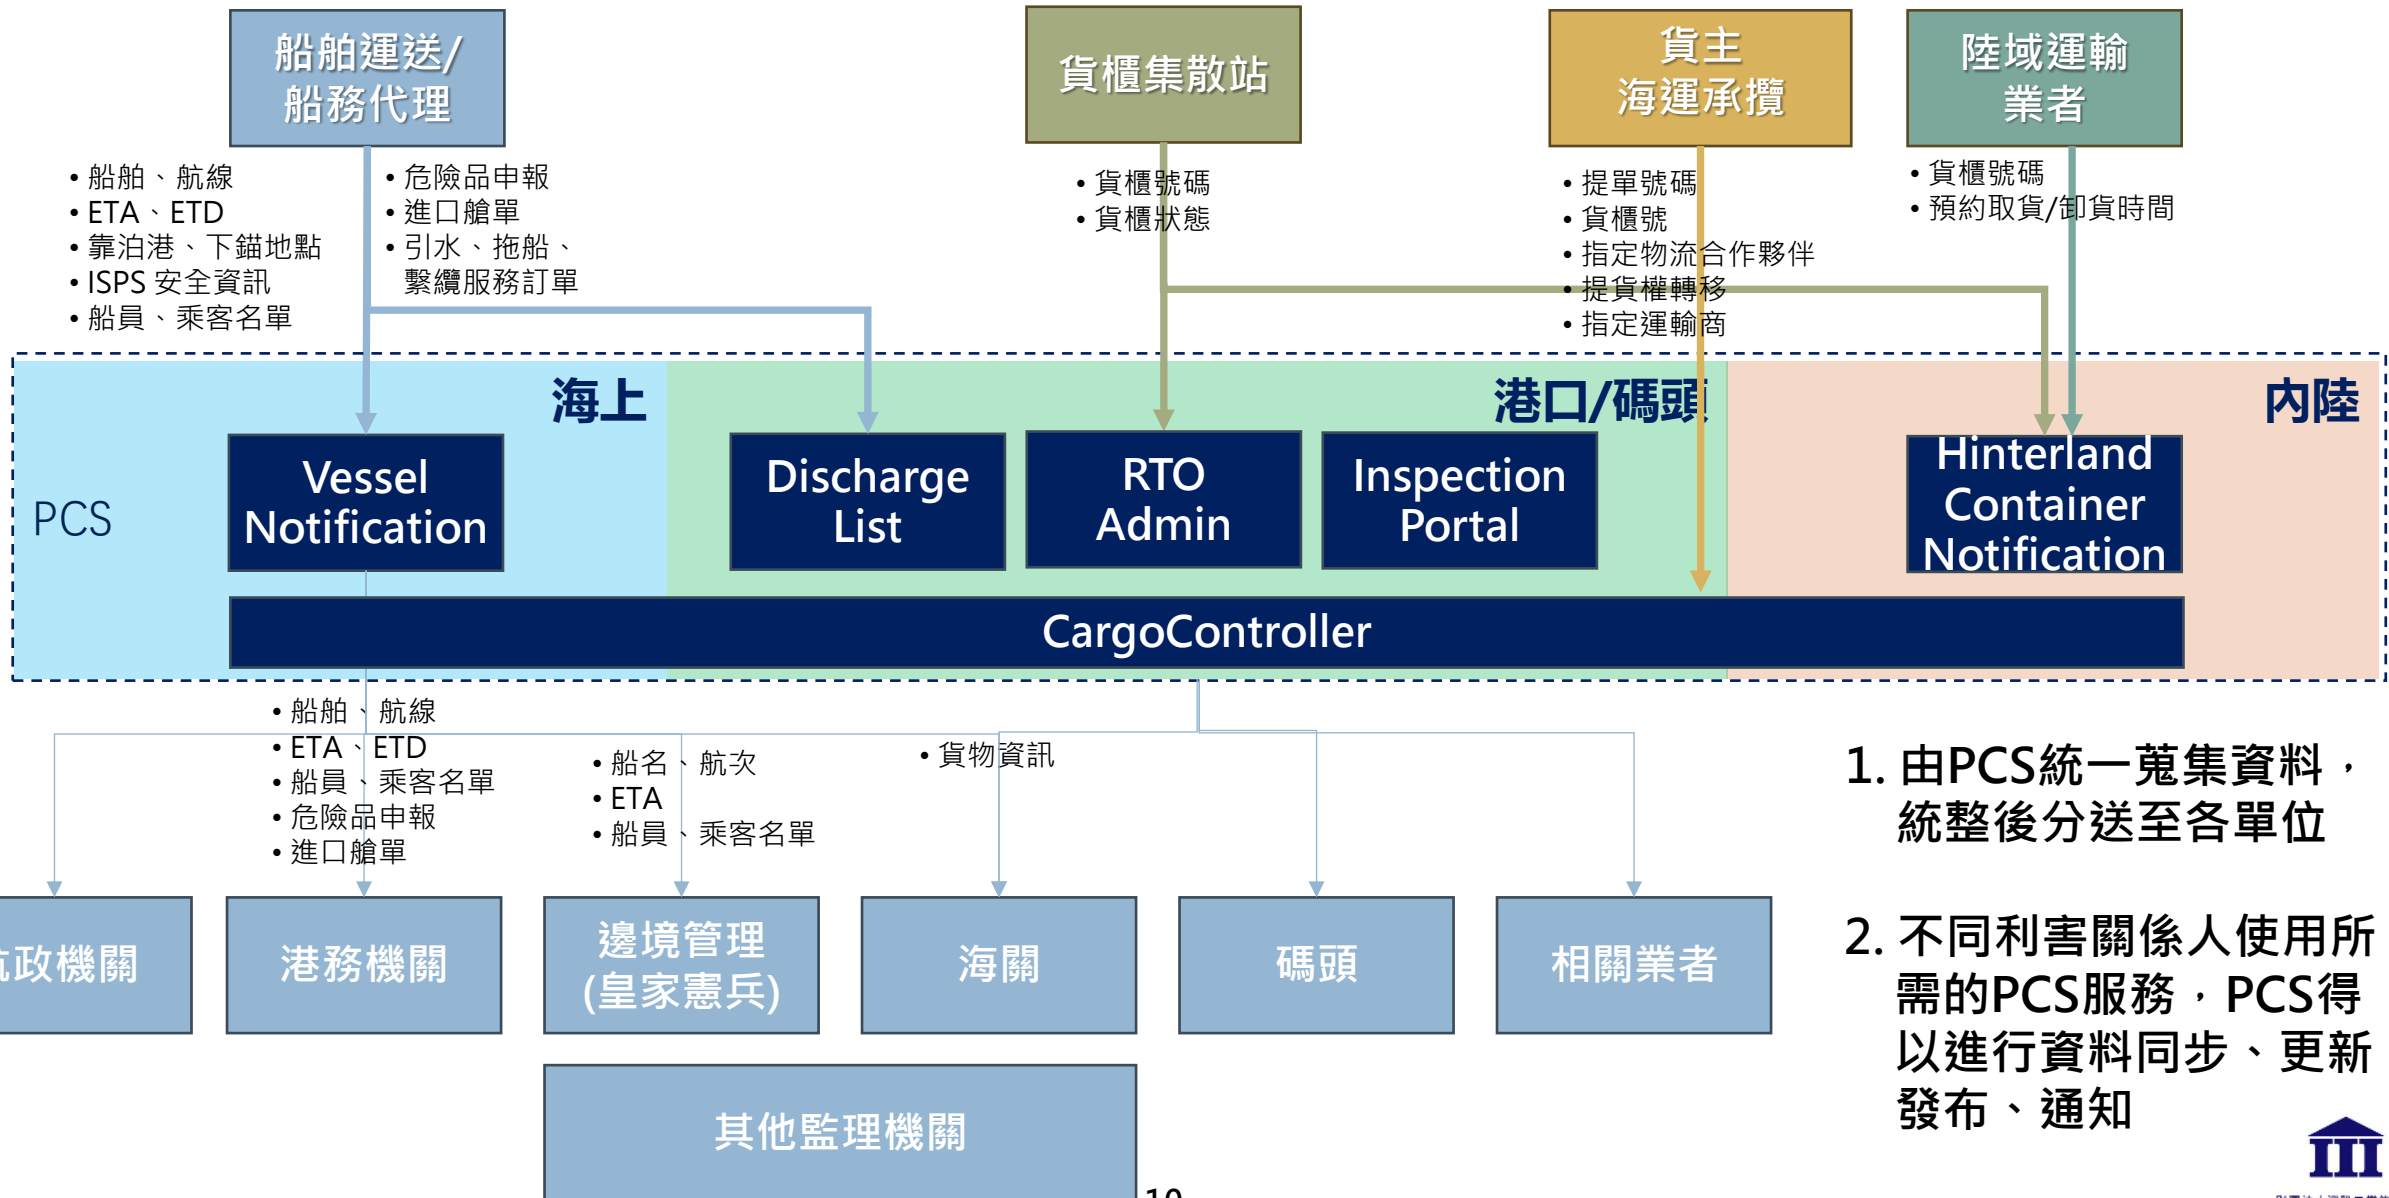 船舶運送/
船務代理
貨櫃集散站
貨主
海運承攬
陸域運輸
業者
• 船舶、航線
• ETA、ETD
• 靠泊港、下錨地點
• ISPS 安全資訊
• 船員、乘客名單
• 危險品申報
• 進口艙單
• 引水、拖船、
繫纜服務訂單
• 貨櫃號碼
• 貨櫃狀態
• 提單號碼
• 貨櫃號
• 指定物流合作夥伴
• 提貨權轉移
• 指定運輸商
• 貨櫃號碼
• 預約取貨/卸貨時間
海上
港口/碼頭
內陸
PCS
Vessel
Notification
Discharge
List
RTO
Admin
Inspection
Portal
Hinterland
Container
Notification
CargoController
• 船舶、航線
• ETA、ETD
• 船員、乘客名單
• 危險品申報
• 進口艙單
• 船名、航次
• ETA
• 船員、乘客名單
• 貨物資訊
航政機關
港務機關
邊境管理
(皇家憲兵)
海關
碼頭
相關業者
其他監理機關
1. 由PCS統一蒐集資料，
統整後分送至各單位
2. 不同利害關係人使用所
需的PCS服務，PCS得
以進行資料同步、更新
發布、通知
10